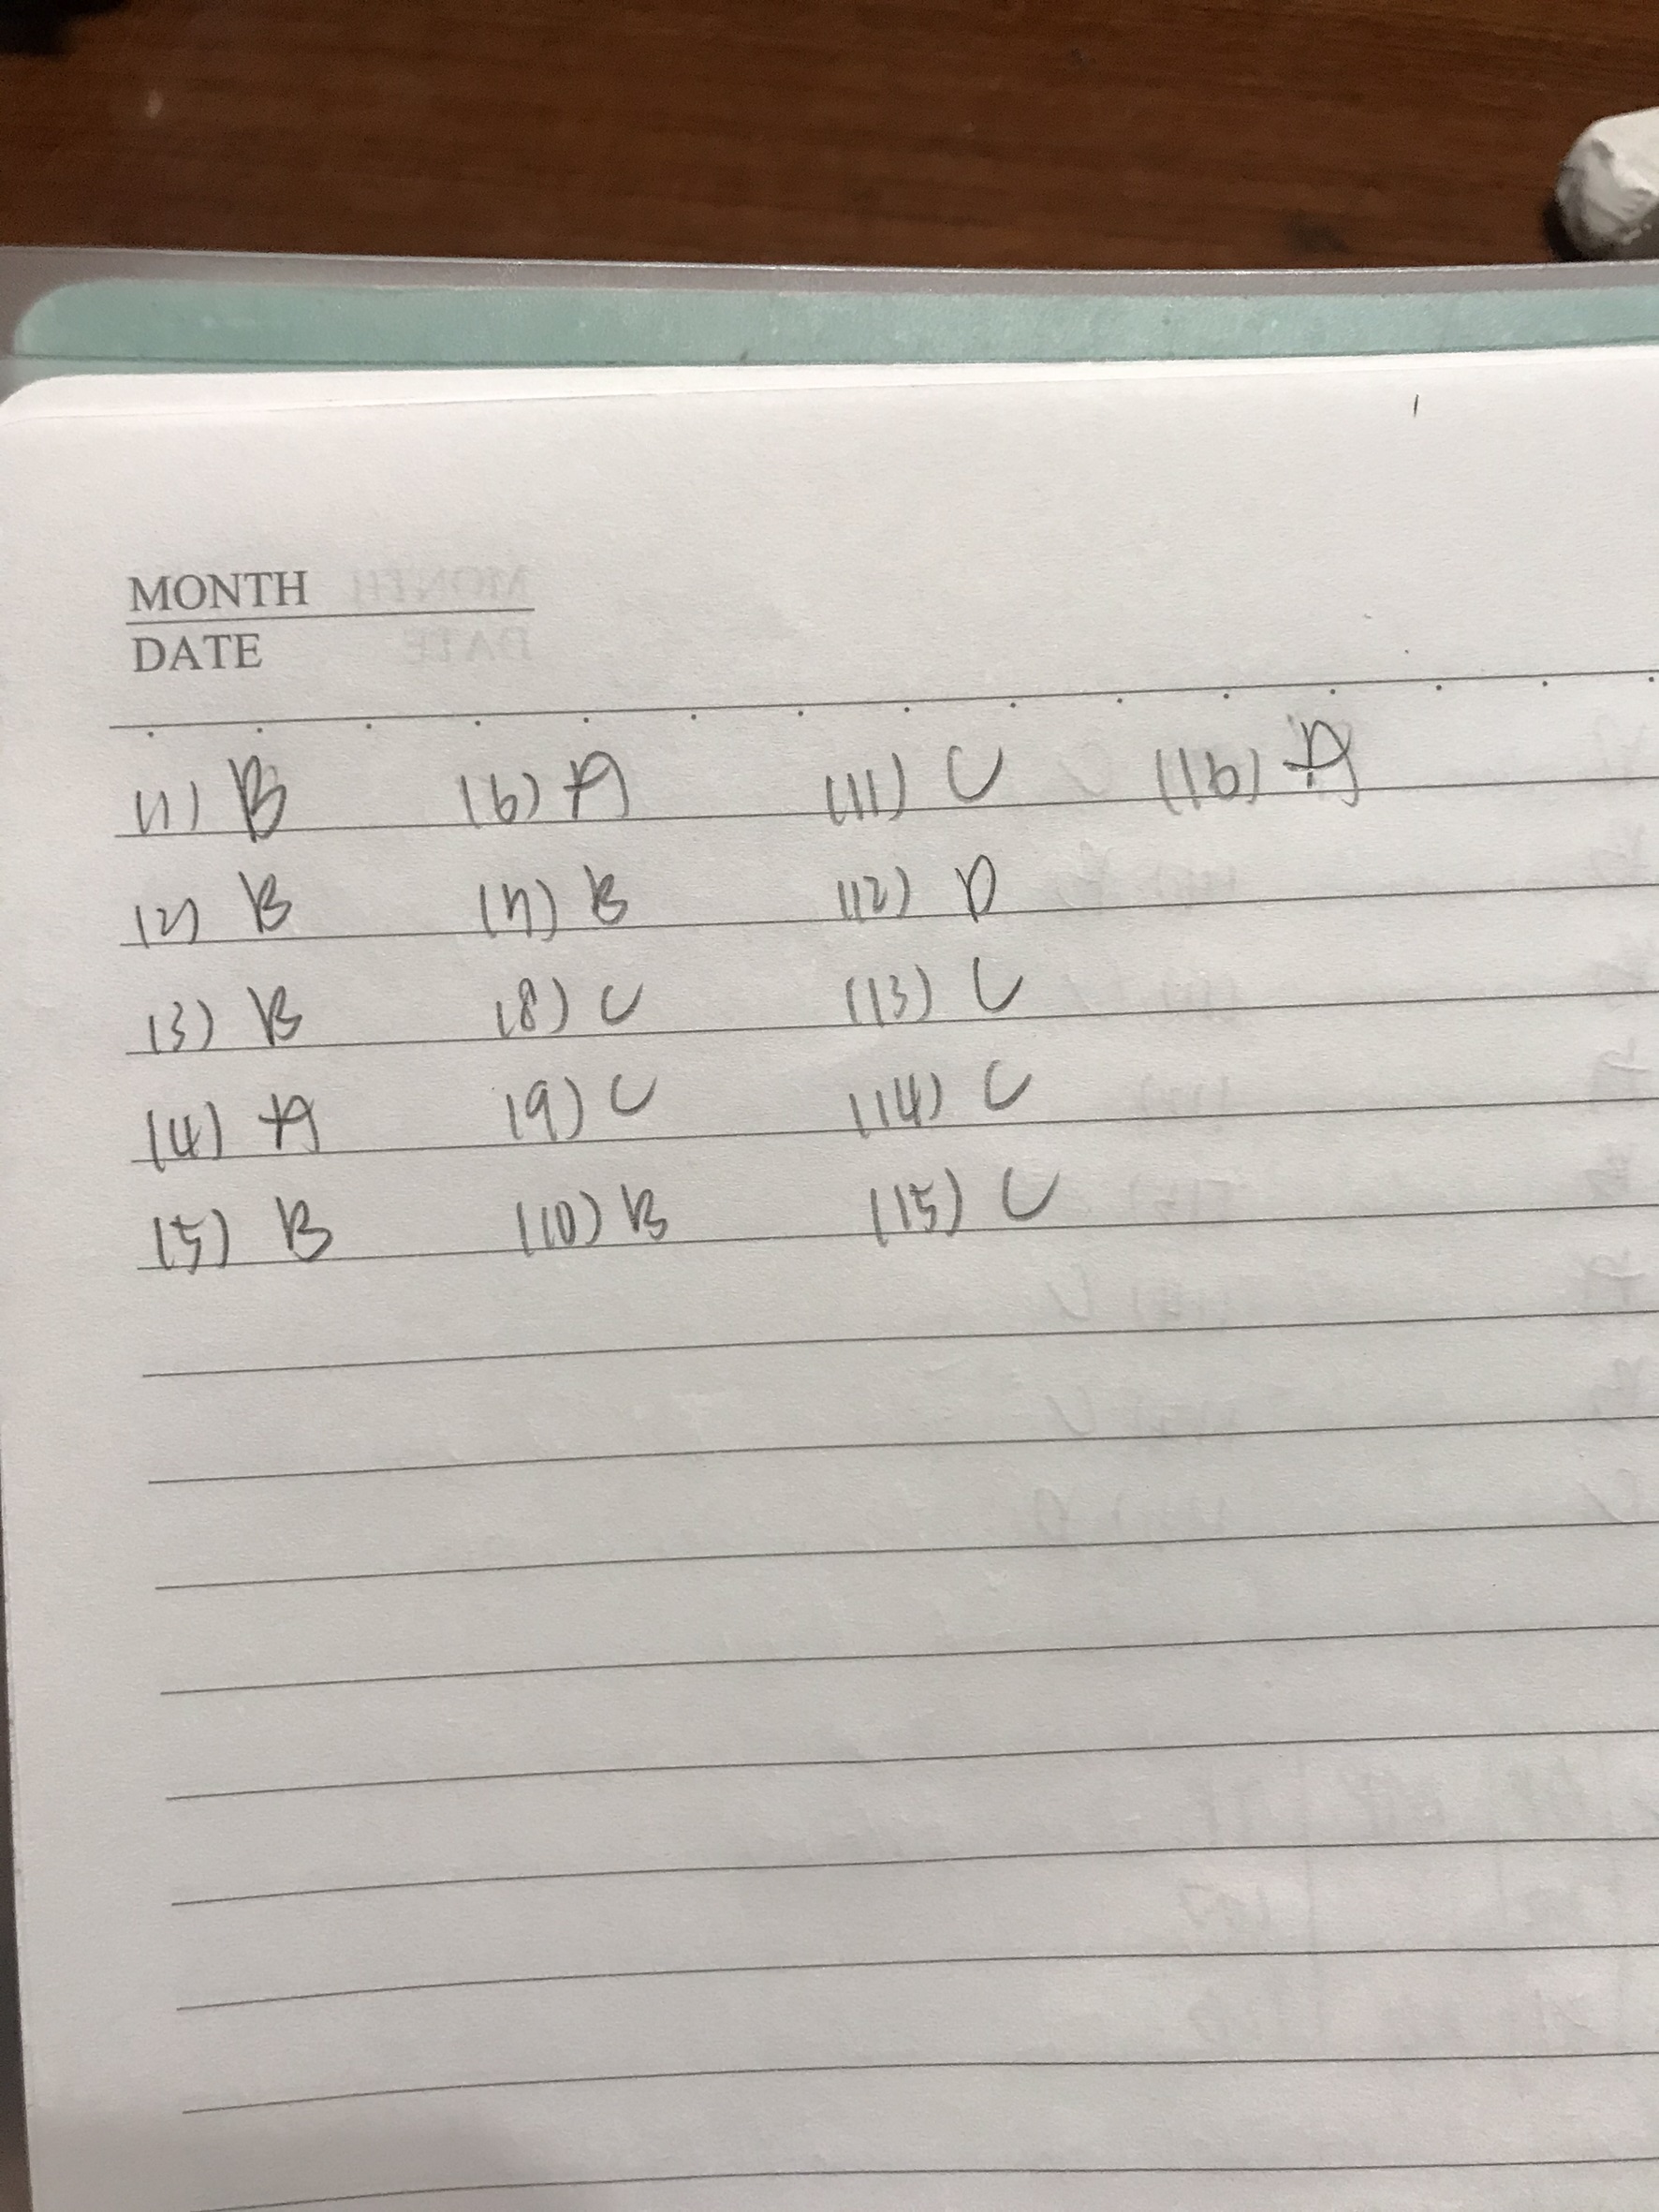 MONTH
DATE
(1) B (6) A (11) C (16) A
(2) B (7) B (12) D
(3) B (8) C (13) C
(4) A (9) C (14) C
(5) B (10) B (15) C